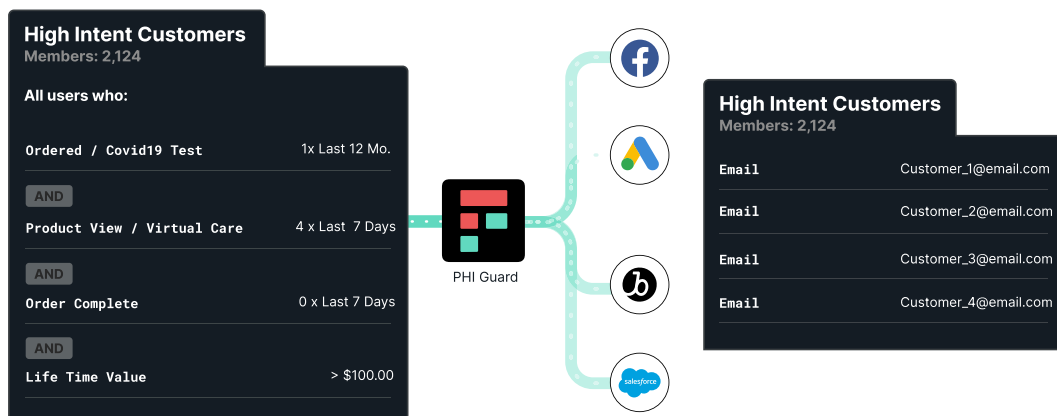 High Intent Customers
Members: 2,124
All users who:
Ordered / Covid19 Test 1x Last 12 Mo.
AND
Product View / Virtual Care 4 x Last 7 Days
AND
Order Complete 0 x Last 7 Days
AND
Life Time Value > $100.00
PHI Guard
salesforce
High Intent Customers
Members: 2,124
Email Customer_1@email.com
Email Customer_2@email.com
Email Customer_3@email.com
Email Customer_4@email.com